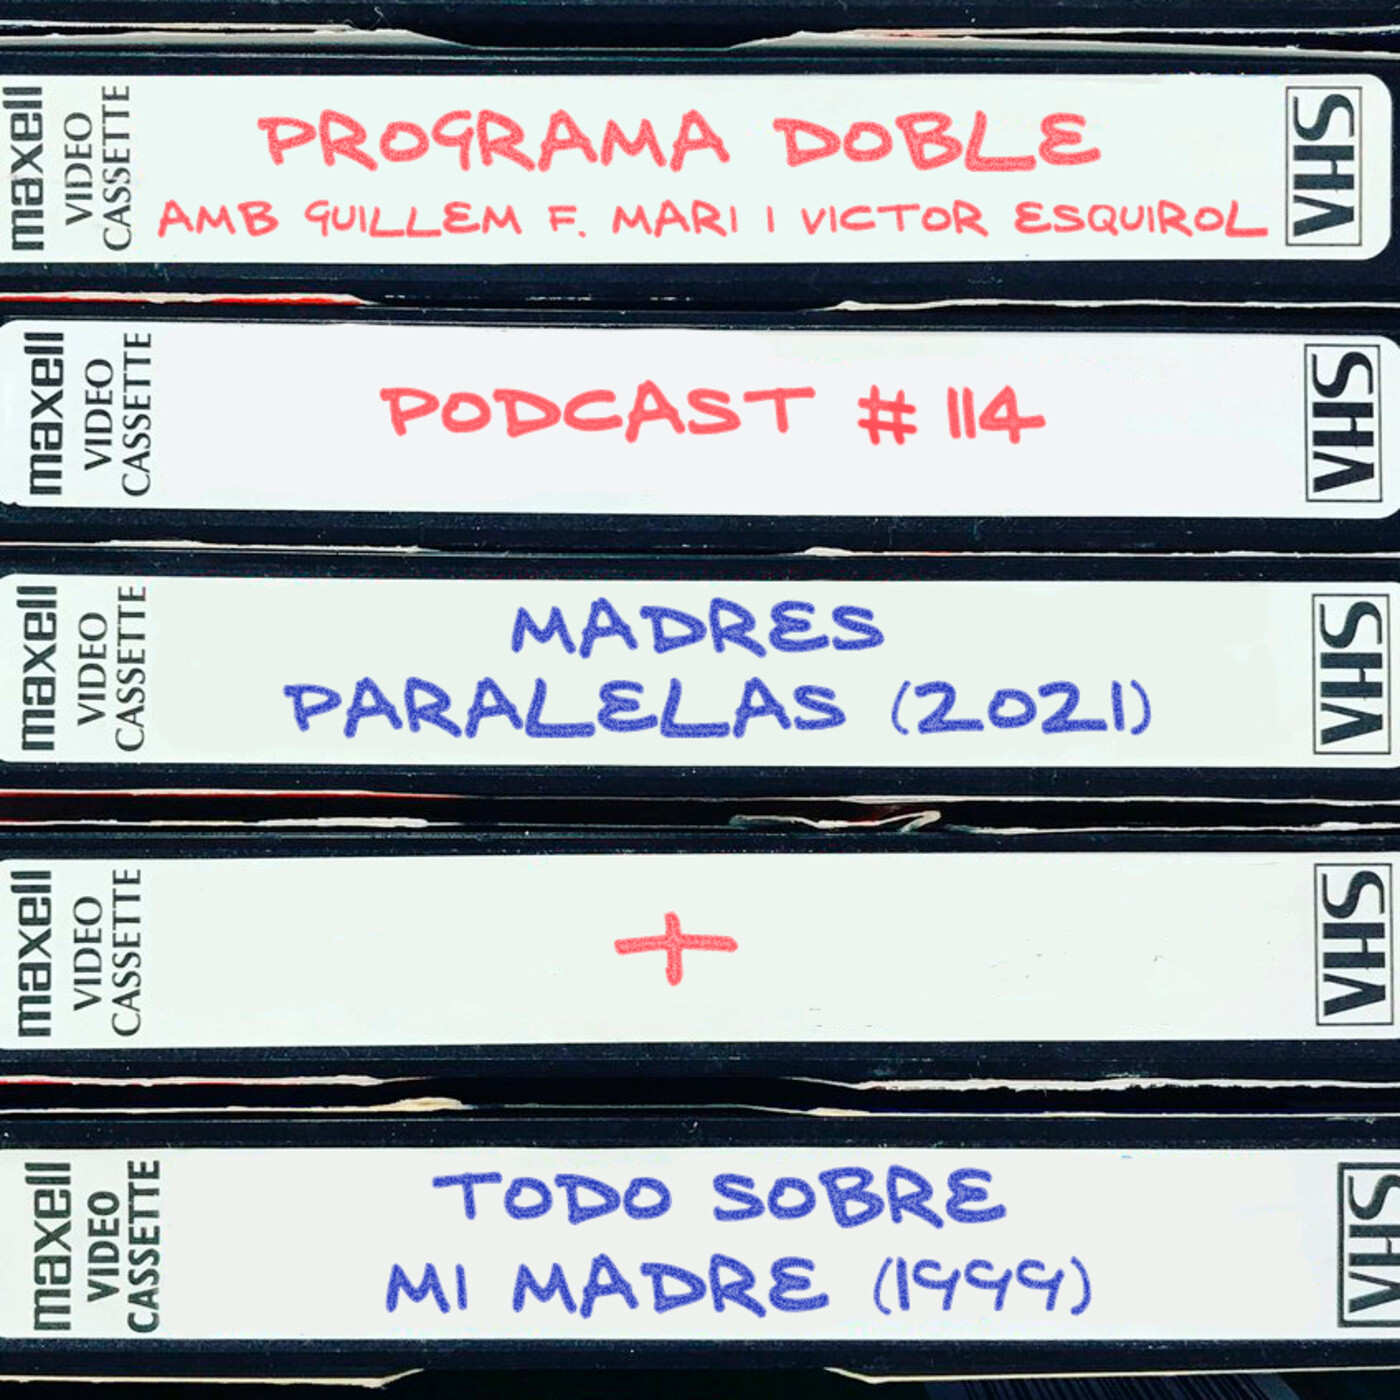 maxell
VIDEO
CASSETTE
PROGRAMA DOBLE
AMB GUILLEM F. MARI I VICTOR ESQUIROL
VHS
maxell
VIDEO
CASSETTE
PODCAST # 114
VHS
maxell
VIDEO
CASSETTE
MADRES
PARALELAS (2021)
VHS
maxell
VIDEO
CASSETTE
+
VHS
maxell
VIDEO
CASSETTE
TODO SOBRE
MI MADRE (1999)
VHS